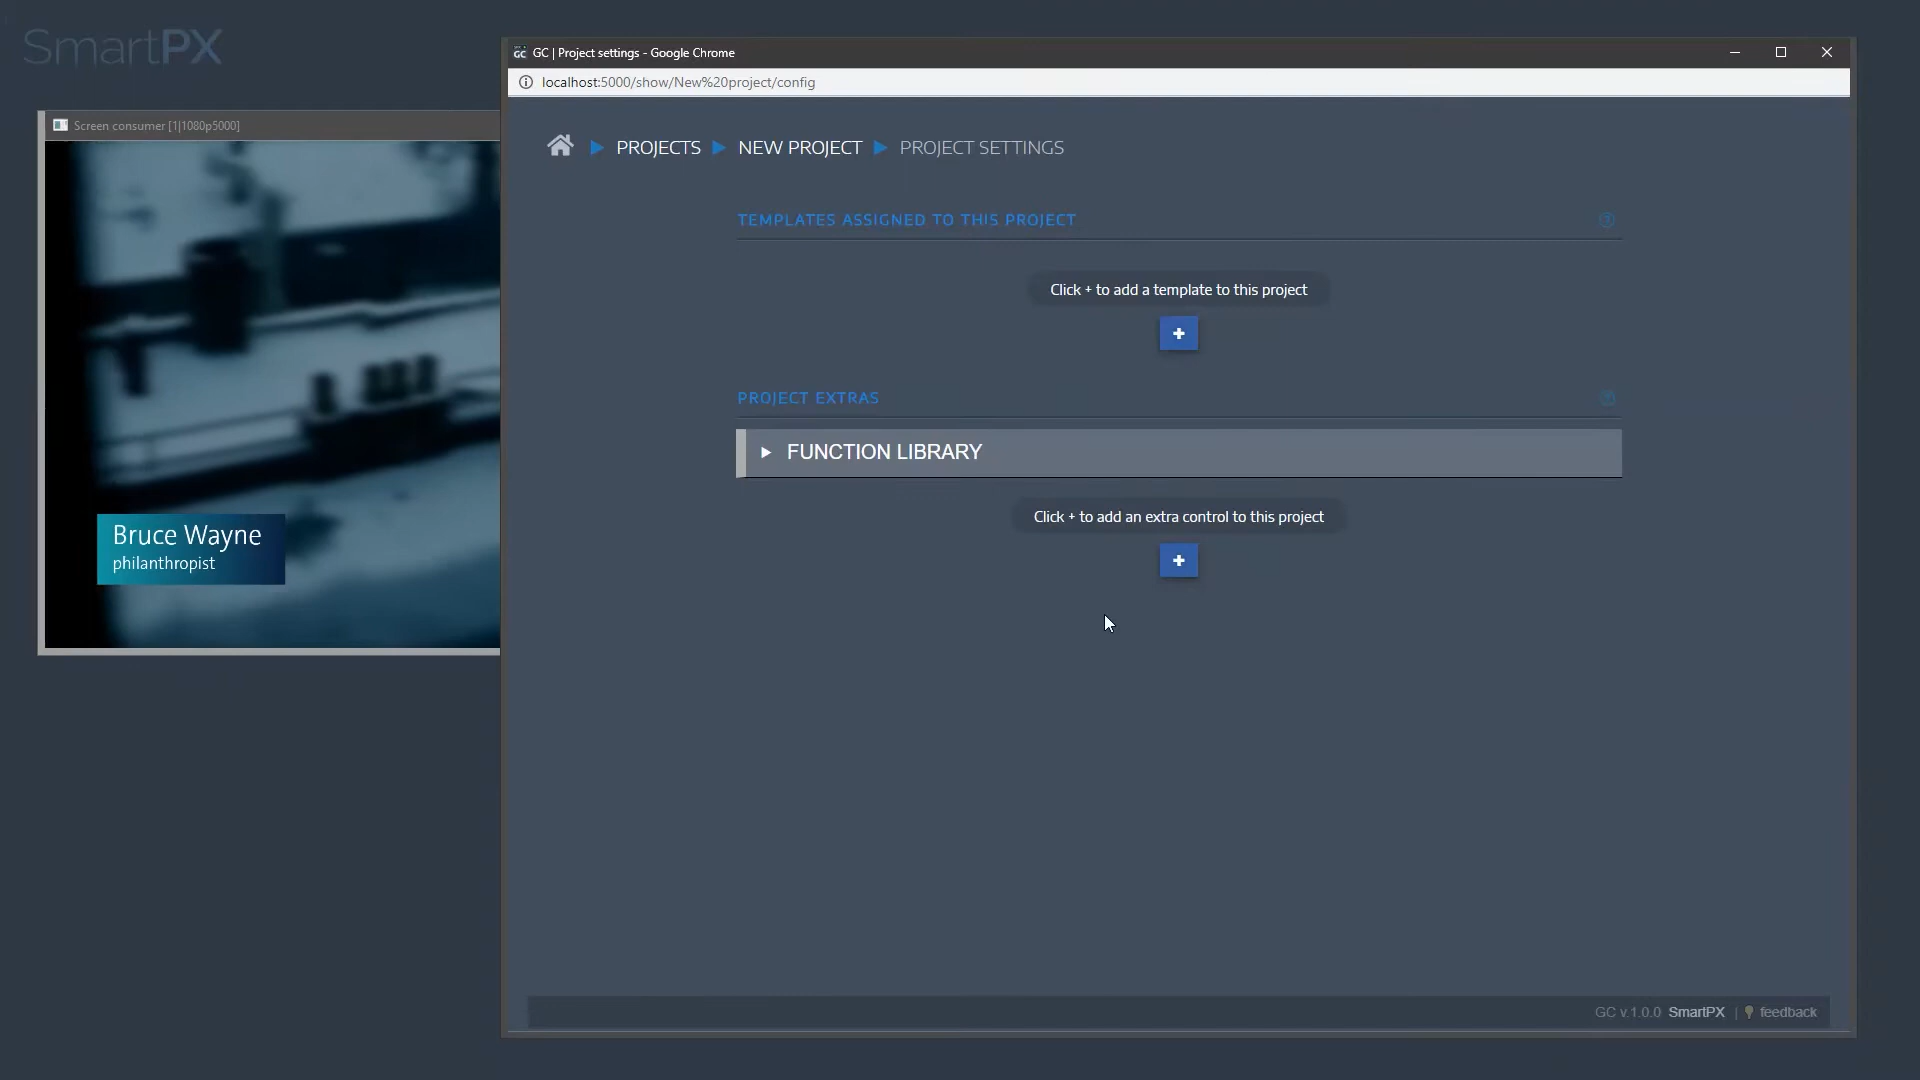 SmartPX
GC | Project settings - Google Chrome
localhost:5000/show/New%20project/config
Screen consumer [1|1080p5000]
PROJECTS NEW PROJECT PROJECT SETTINGS
TEMPLATES ASSIGNED TO THIS PROJECT
Click + to add a template to this project
+
PROJECT EXTRAS
FUNCTION LIBRARY
Click + to add an extra control to this project
+
Bruce Wayne
philanthropist
GC v.1.0.0 SmartPX | feedback